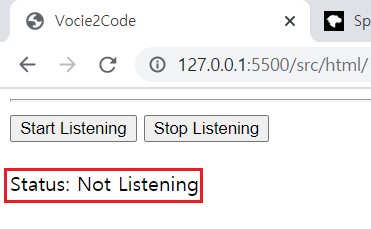 Vocie2Code
Sp
127.0.0.1:5500/src/html/
Start Listening Stop Listening
Status: Not Listening